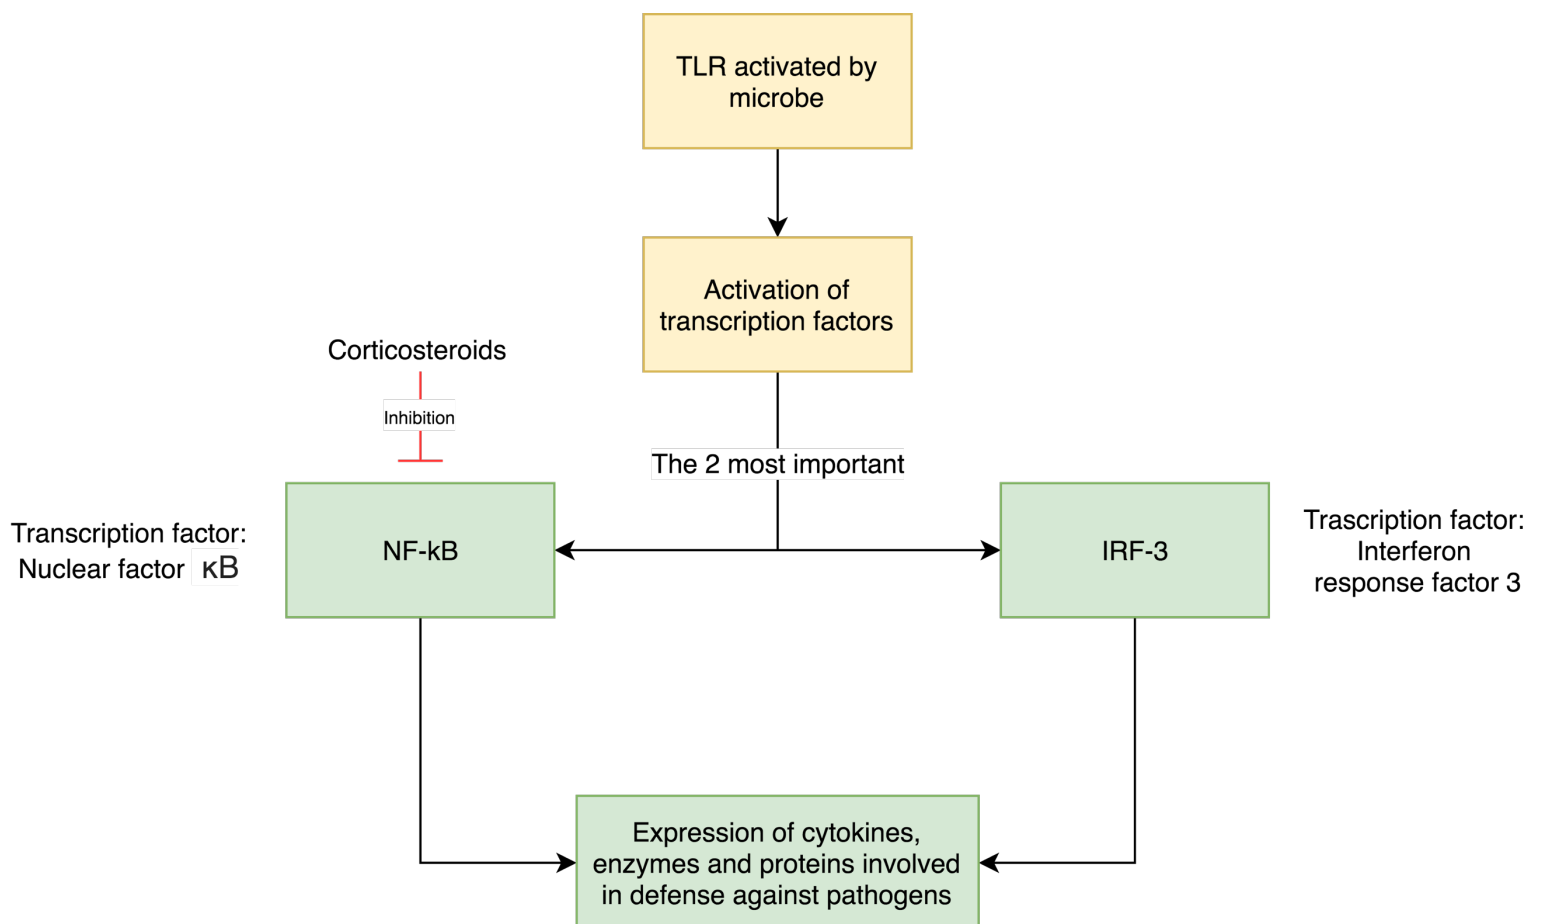 TLR activated by
microbe
Activation of
transcription factors
Corticosteroids
Inhibition
The 2 most important
Transcription factor:
Nuclear factor κB
NF-kB
IRF-3
Trascription factor:
Interferon
response factor 3
Expression of cytokines,
enzymes and proteins involved
in defense against pathogens